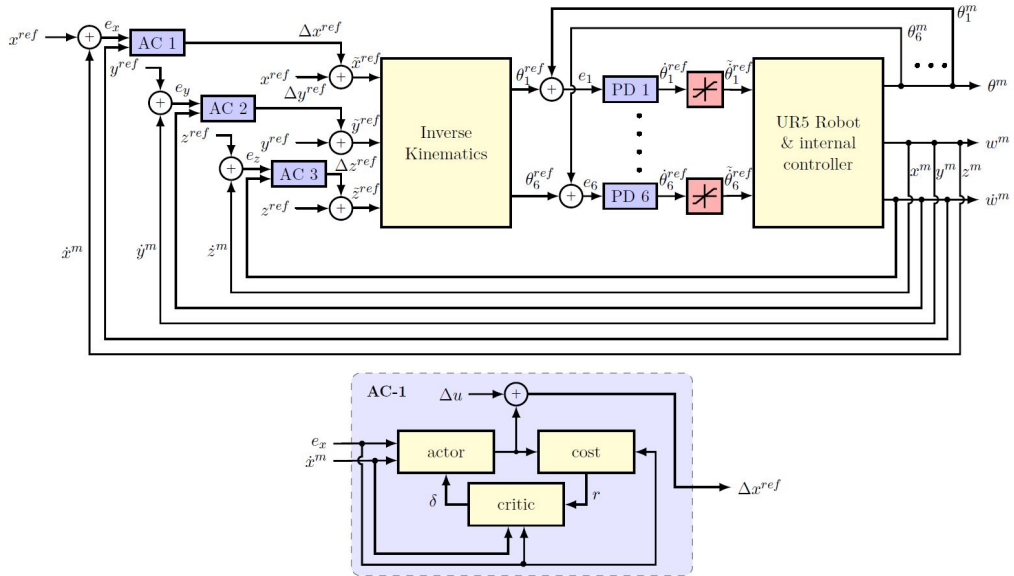 x^{ref}
e_x
AC 1
Δx^{ref}
x^{ref}
x̃^{ref}
y^{ref}
e_y
AC 2
Δy^{ref}
y^{ref}
ỹ^{ref}
z^{ref}
e_z
AC 3
Δz^{ref}
z^{ref}
z̃^{ref}
ẋ^m
ẏ^m
ż^m
Inverse
Kinematics
θ_1^{ref}
e_1
PD 1
θ̇_1^{ref}
θ̃̇_1^{ref}
θ_6^{ref}
e_6
PD 6
θ̇_6^{ref}
θ̃̇_6^{ref}
UR5 Robot
& internal
controller
θ_1^m
θ_6^m
θ^m
w^m
x^m
y^m
z^m
ẇ^m
AC-1
Δu
e_x
ẋ^m
actor
cost
critic
δ
r
Δx^{ref}